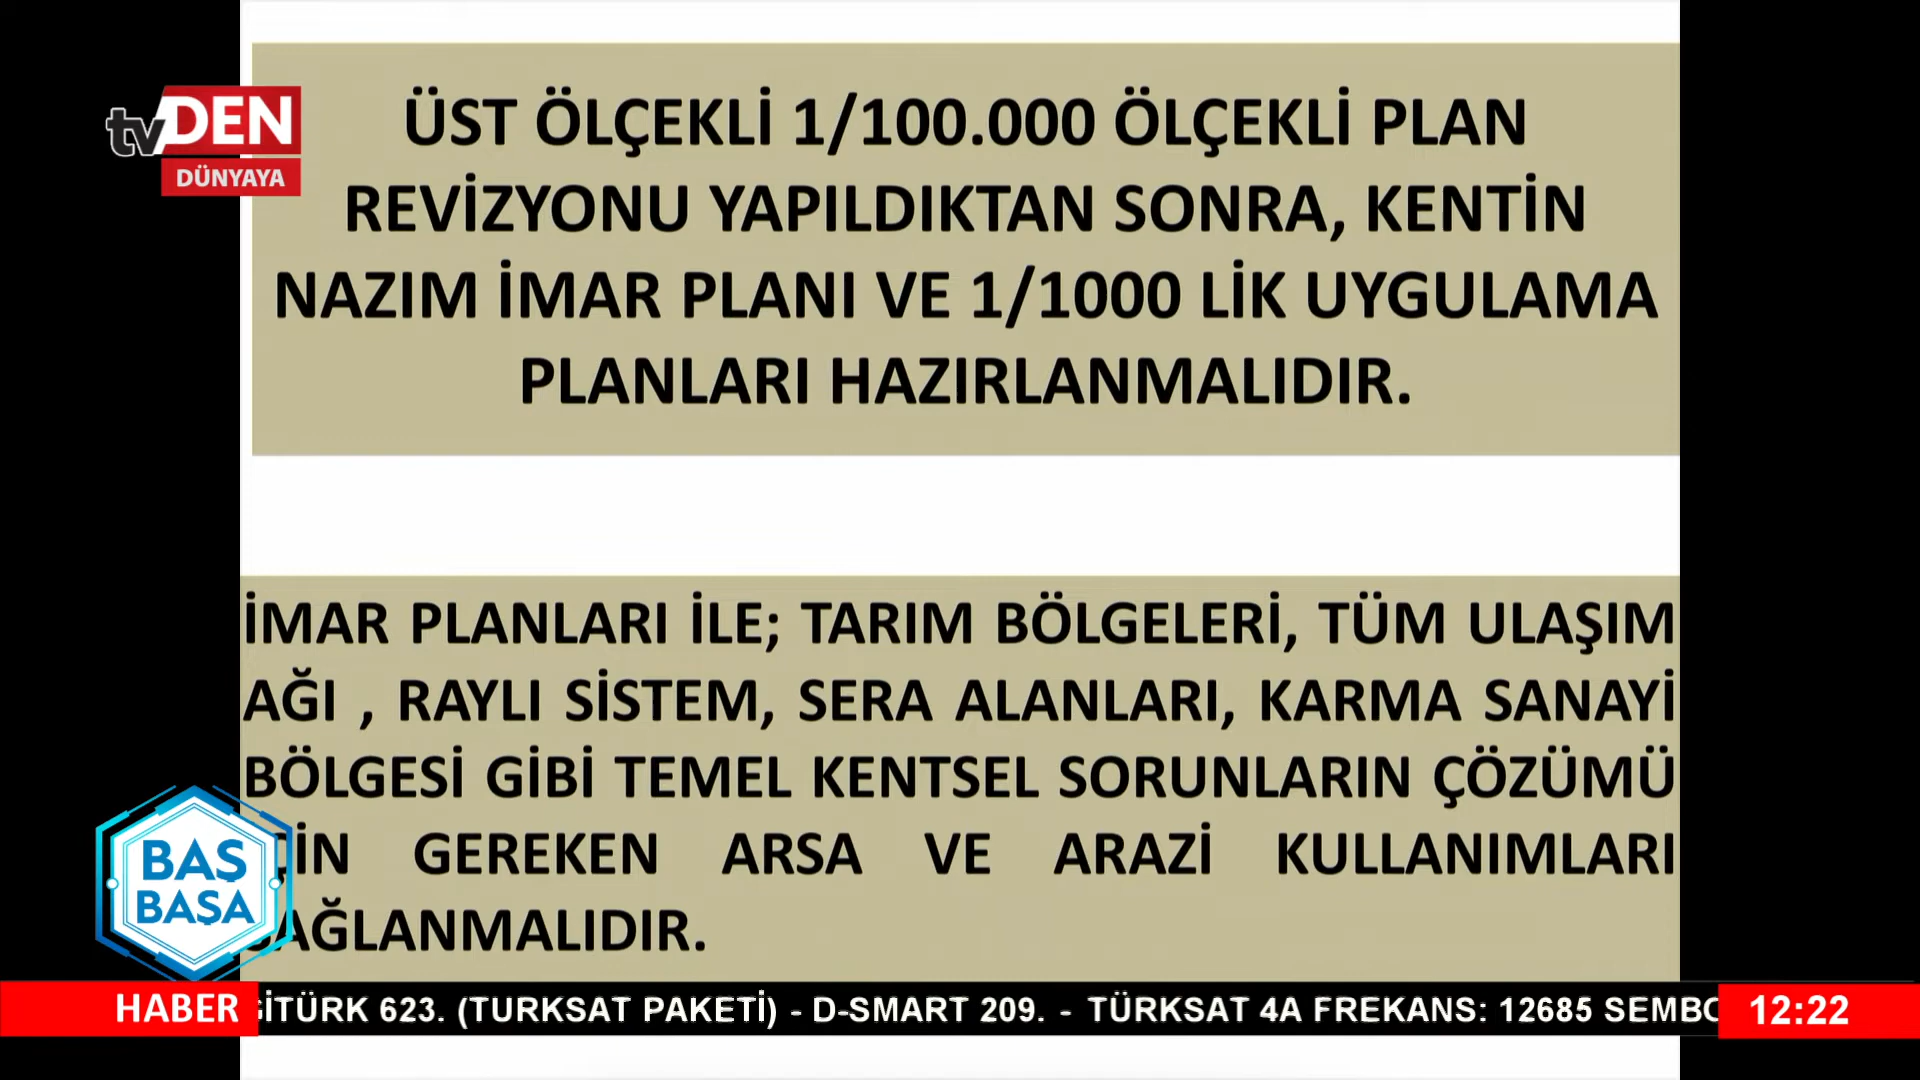 ÜST ÖLÇEKLİ 1/100.000 ÖLÇEKLİ PLAN
REVİZYONU YAPILDIKTAN SONRA, KENTİN
NAZIM İMAR PLANI VE 1/1000 LİK UYGULAMA
PLANLARI HAZIRLANMALIDIR.
tvDEN
DÜNYAYA
İMAR PLANLARI İLE; TARIM BÖLGELERİ, TÜM ULAŞIM
AĞI , RAYLI SİSTEM, SERA ALANLARI, KARMA SANAYİ
BÖLGESİ GİBİ TEMEL KENTSEL SORUNLARIN ÇÖZÜMÜ
GEREKEN ARSA VE ARAZİ KULLANIMLARI
AĞLANMALIDIR.
BAŞ
BAŞA
HABER
GİTÜRK 623. (TURKSAT PAKETİ) - D-SMART 209. - TÜRKSAT 4A FREKANS: 12685 SEMBO
12:22